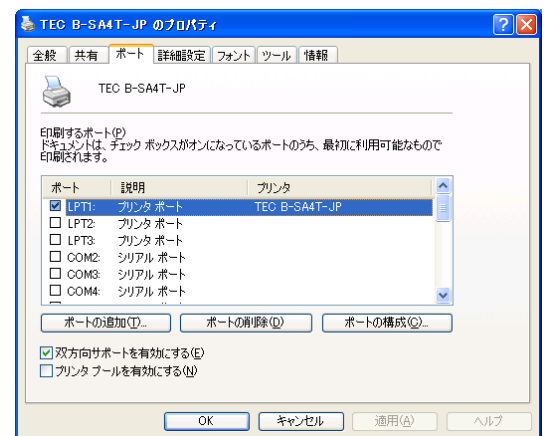 TEC B-SA4T-JP のプロパティ
全般 共有 ポート 詳細設定 フォント ツール 情報
TEC B-SA4T-JP
印刷するポート(P)
ドキュメントは、チェック ボックスがオンになっているポートのうち、最初に利用可能なもので
印刷されます。
ポート 説明 プリンタ
LPT1: プリンタ ポート TEC B-SA4T-JP
LPT2: プリンタ ポート
LPT3: プリンタ ポート
COM2: シリアル ポート
COM3: シリアル ポート
COM4: シリアル ポート
ポートの追加(T)... ポートの削除(D) ポートの構成(C)...
双方向サポートを有効にする(E)
プリンタ プールを有効にする(N)
OK キャンセル 適用(A) ヘルプ